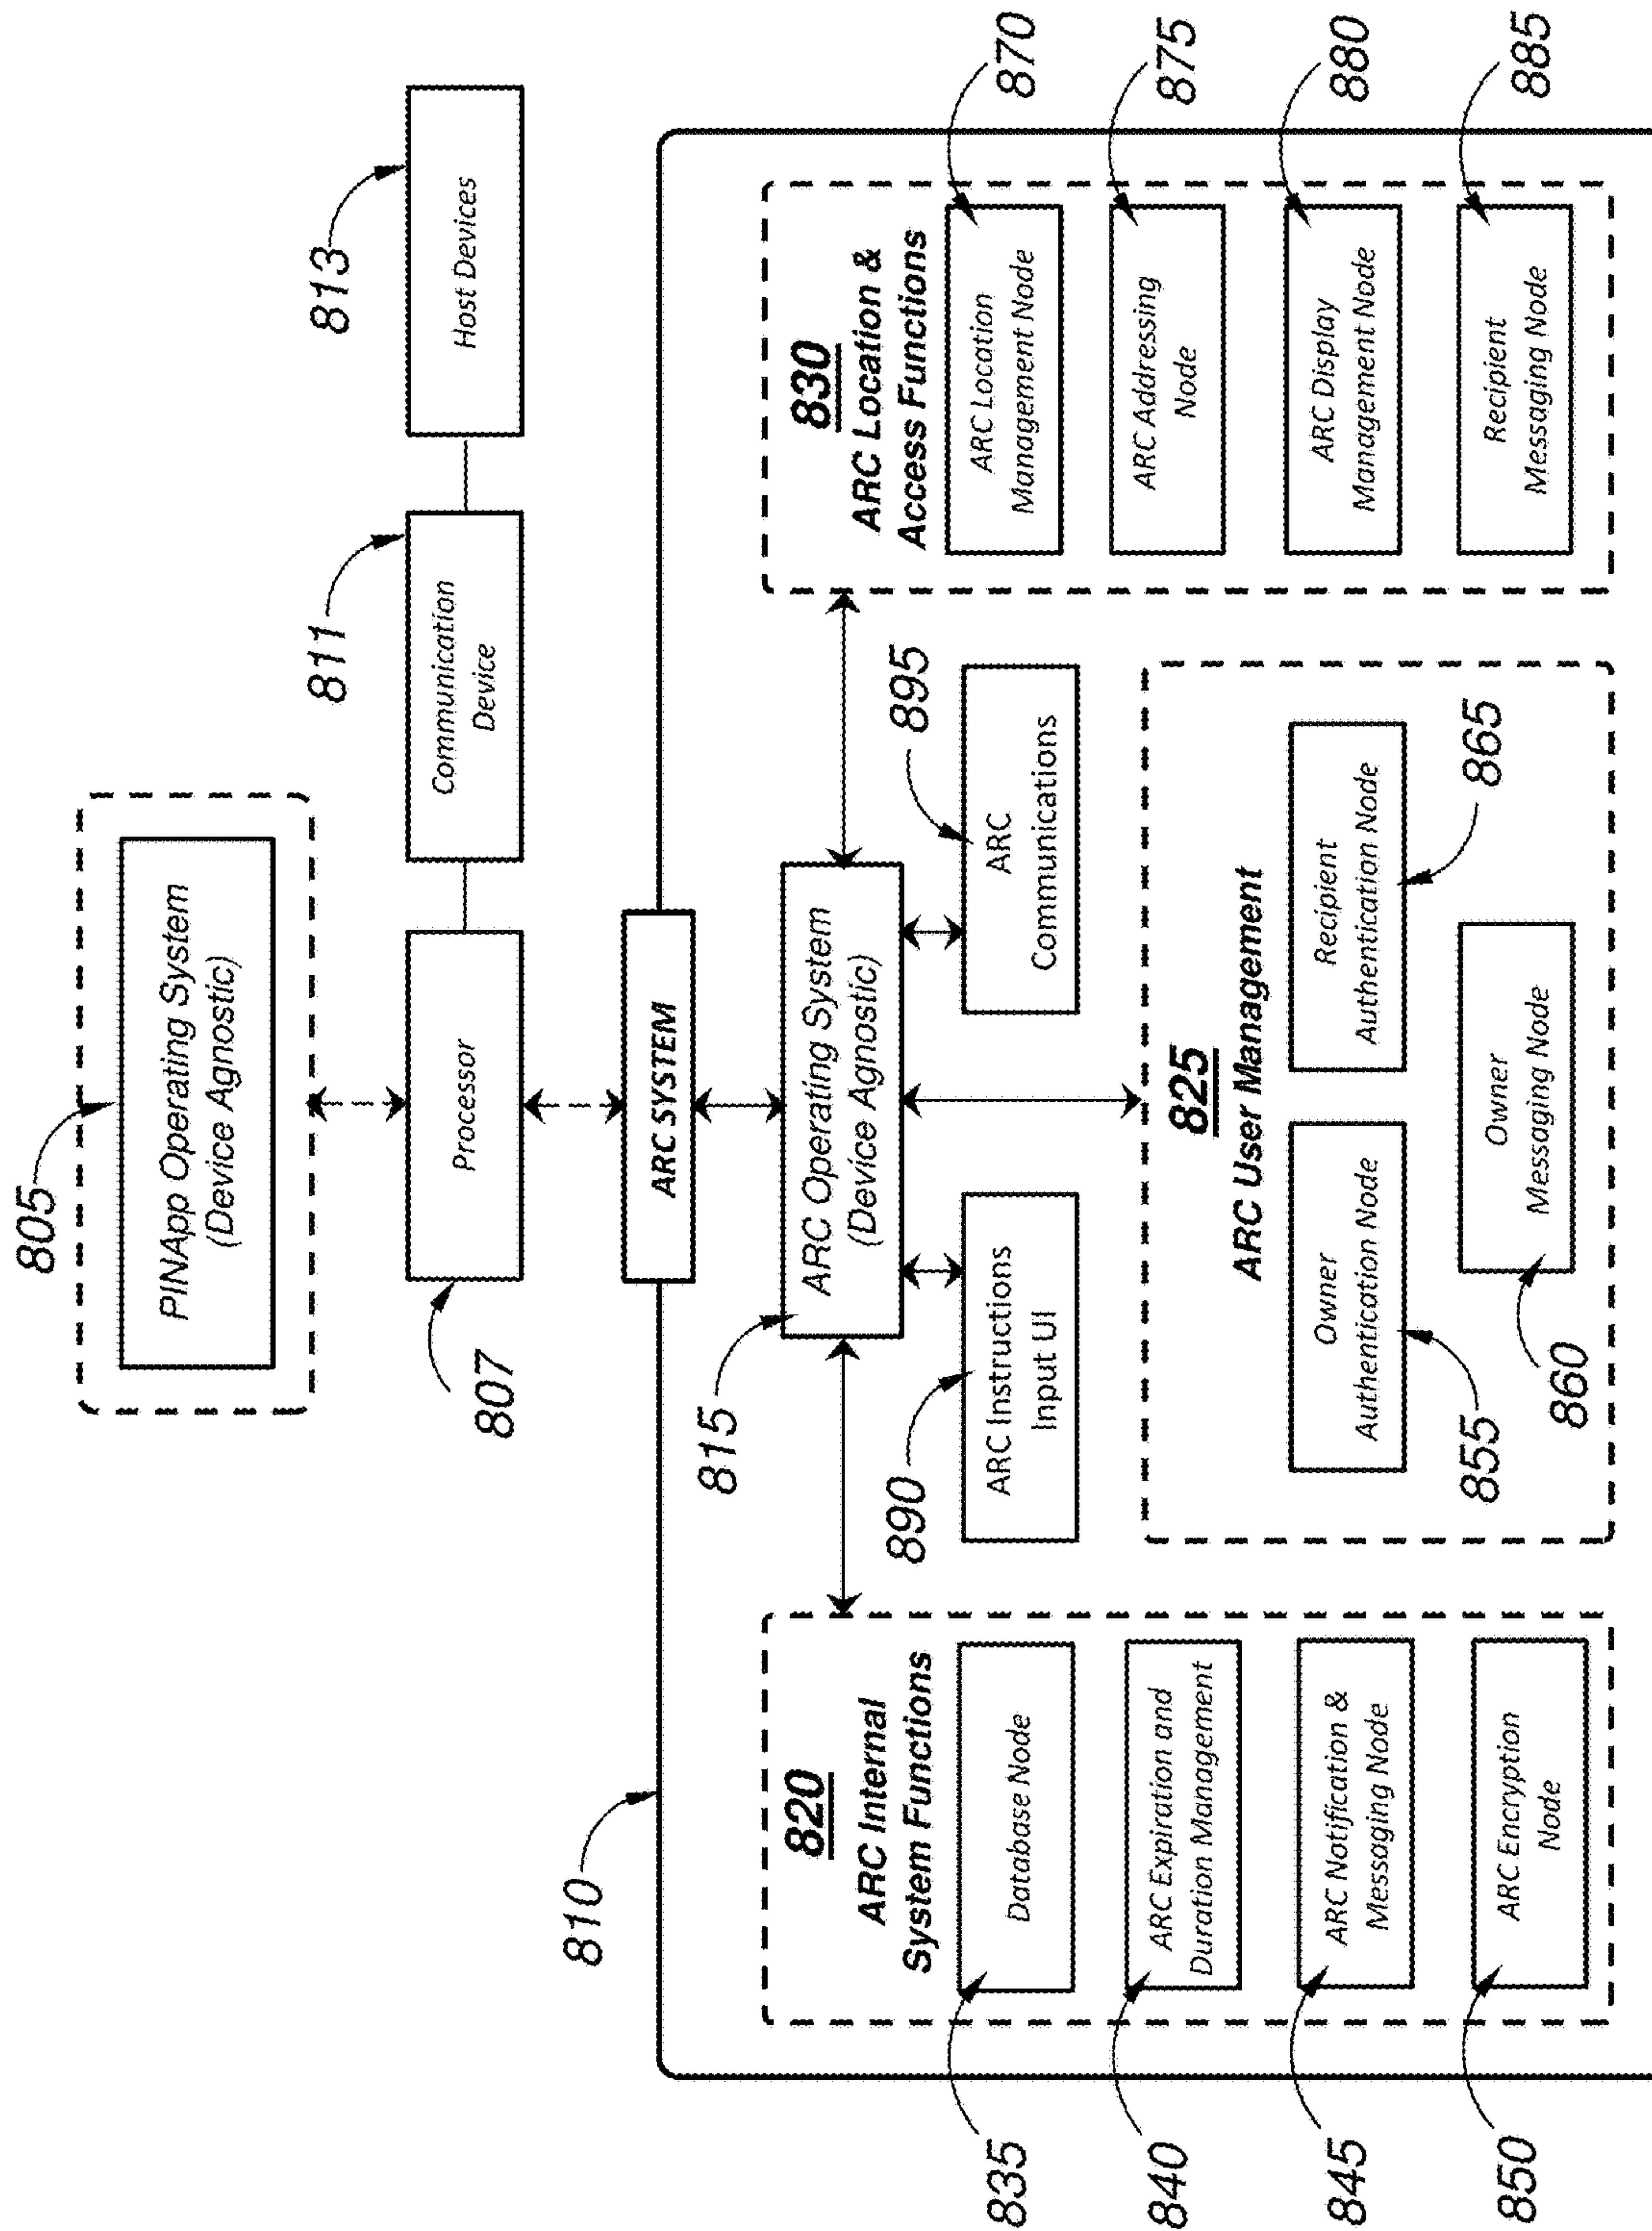 805
PINApp Operating System
(Device Agnostic)
807
Processor
811
Communication
Device
813
Host Devices
810
ARC SYSTEM
815
ARC Operating System
(Device Agnostic)
890
ARC Instructions
Input UI
895
ARC
Communications
820
ARC Internal
System Functions
835
Database Node
840
ARC Expiration and
Duration Management
845
ARC Notification &
Messaging Node
850
ARC Encryption
Node
825
ARC User Management
Owner
Authentication Node
855
Recipient
Authentication Node
865
Owner
Messaging Node
860
830
ARC Location &
Access Functions
ARC Location
Management Node
870
ARC Addressing
Node
875
ARC Display
Management Node
880
Recipient
Messaging Node
885